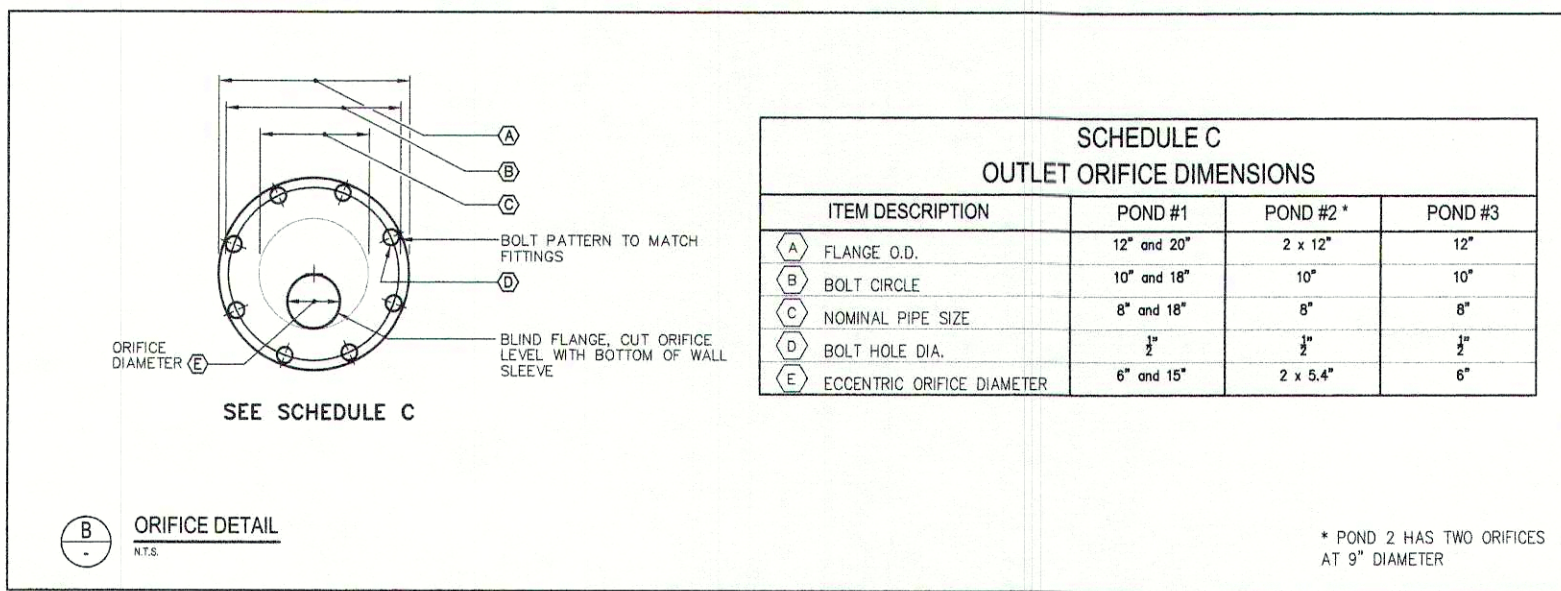 A
B
C
BOLT PATTERN TO MATCH
FITTINGS
D
BLIND FLANGE, CUT ORIFICE
LEVEL WITH BOTTOM OF WALL
SLEEVE
ORIFICE
DIAMETER E
SEE SCHEDULE C
B
-
ORIFICE DETAIL
N.T.S.
SCHEDULE C
OUTLET ORIFICE DIMENSIONS
ITEM DESCRIPTION POND #1 POND #2 * POND #3
A FLANGE O.D. 12" and 20" 2 x 12" 12"
B BOLT CIRCLE 10" and 18" 10" 10"
C NOMINAL PIPE SIZE 8" and 18" 8" 8"
D BOLT HOLE DIA. 1/2" 1/2" 1/2"
E ECCENTRIC ORIFICE DIAMETER 6" and 15" 2 x 5.4" 6"
* POND 2 HAS TWO ORIFICES
AT 9" DIAMETER